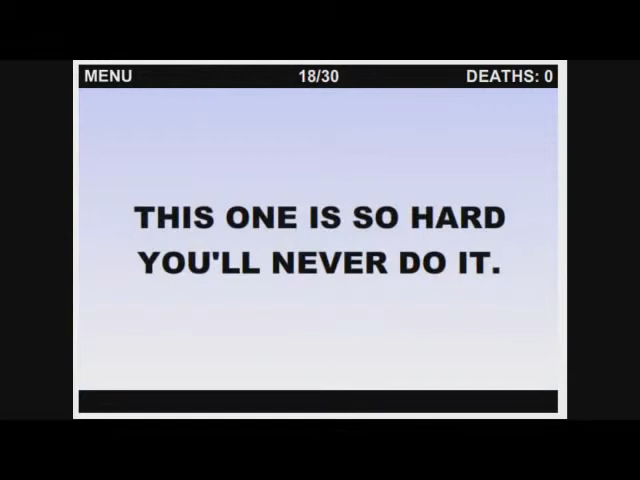 MENU 18/30 DEATHS: 0
THIS ONE IS SO HARD
YOU'LL NEVER DO IT.